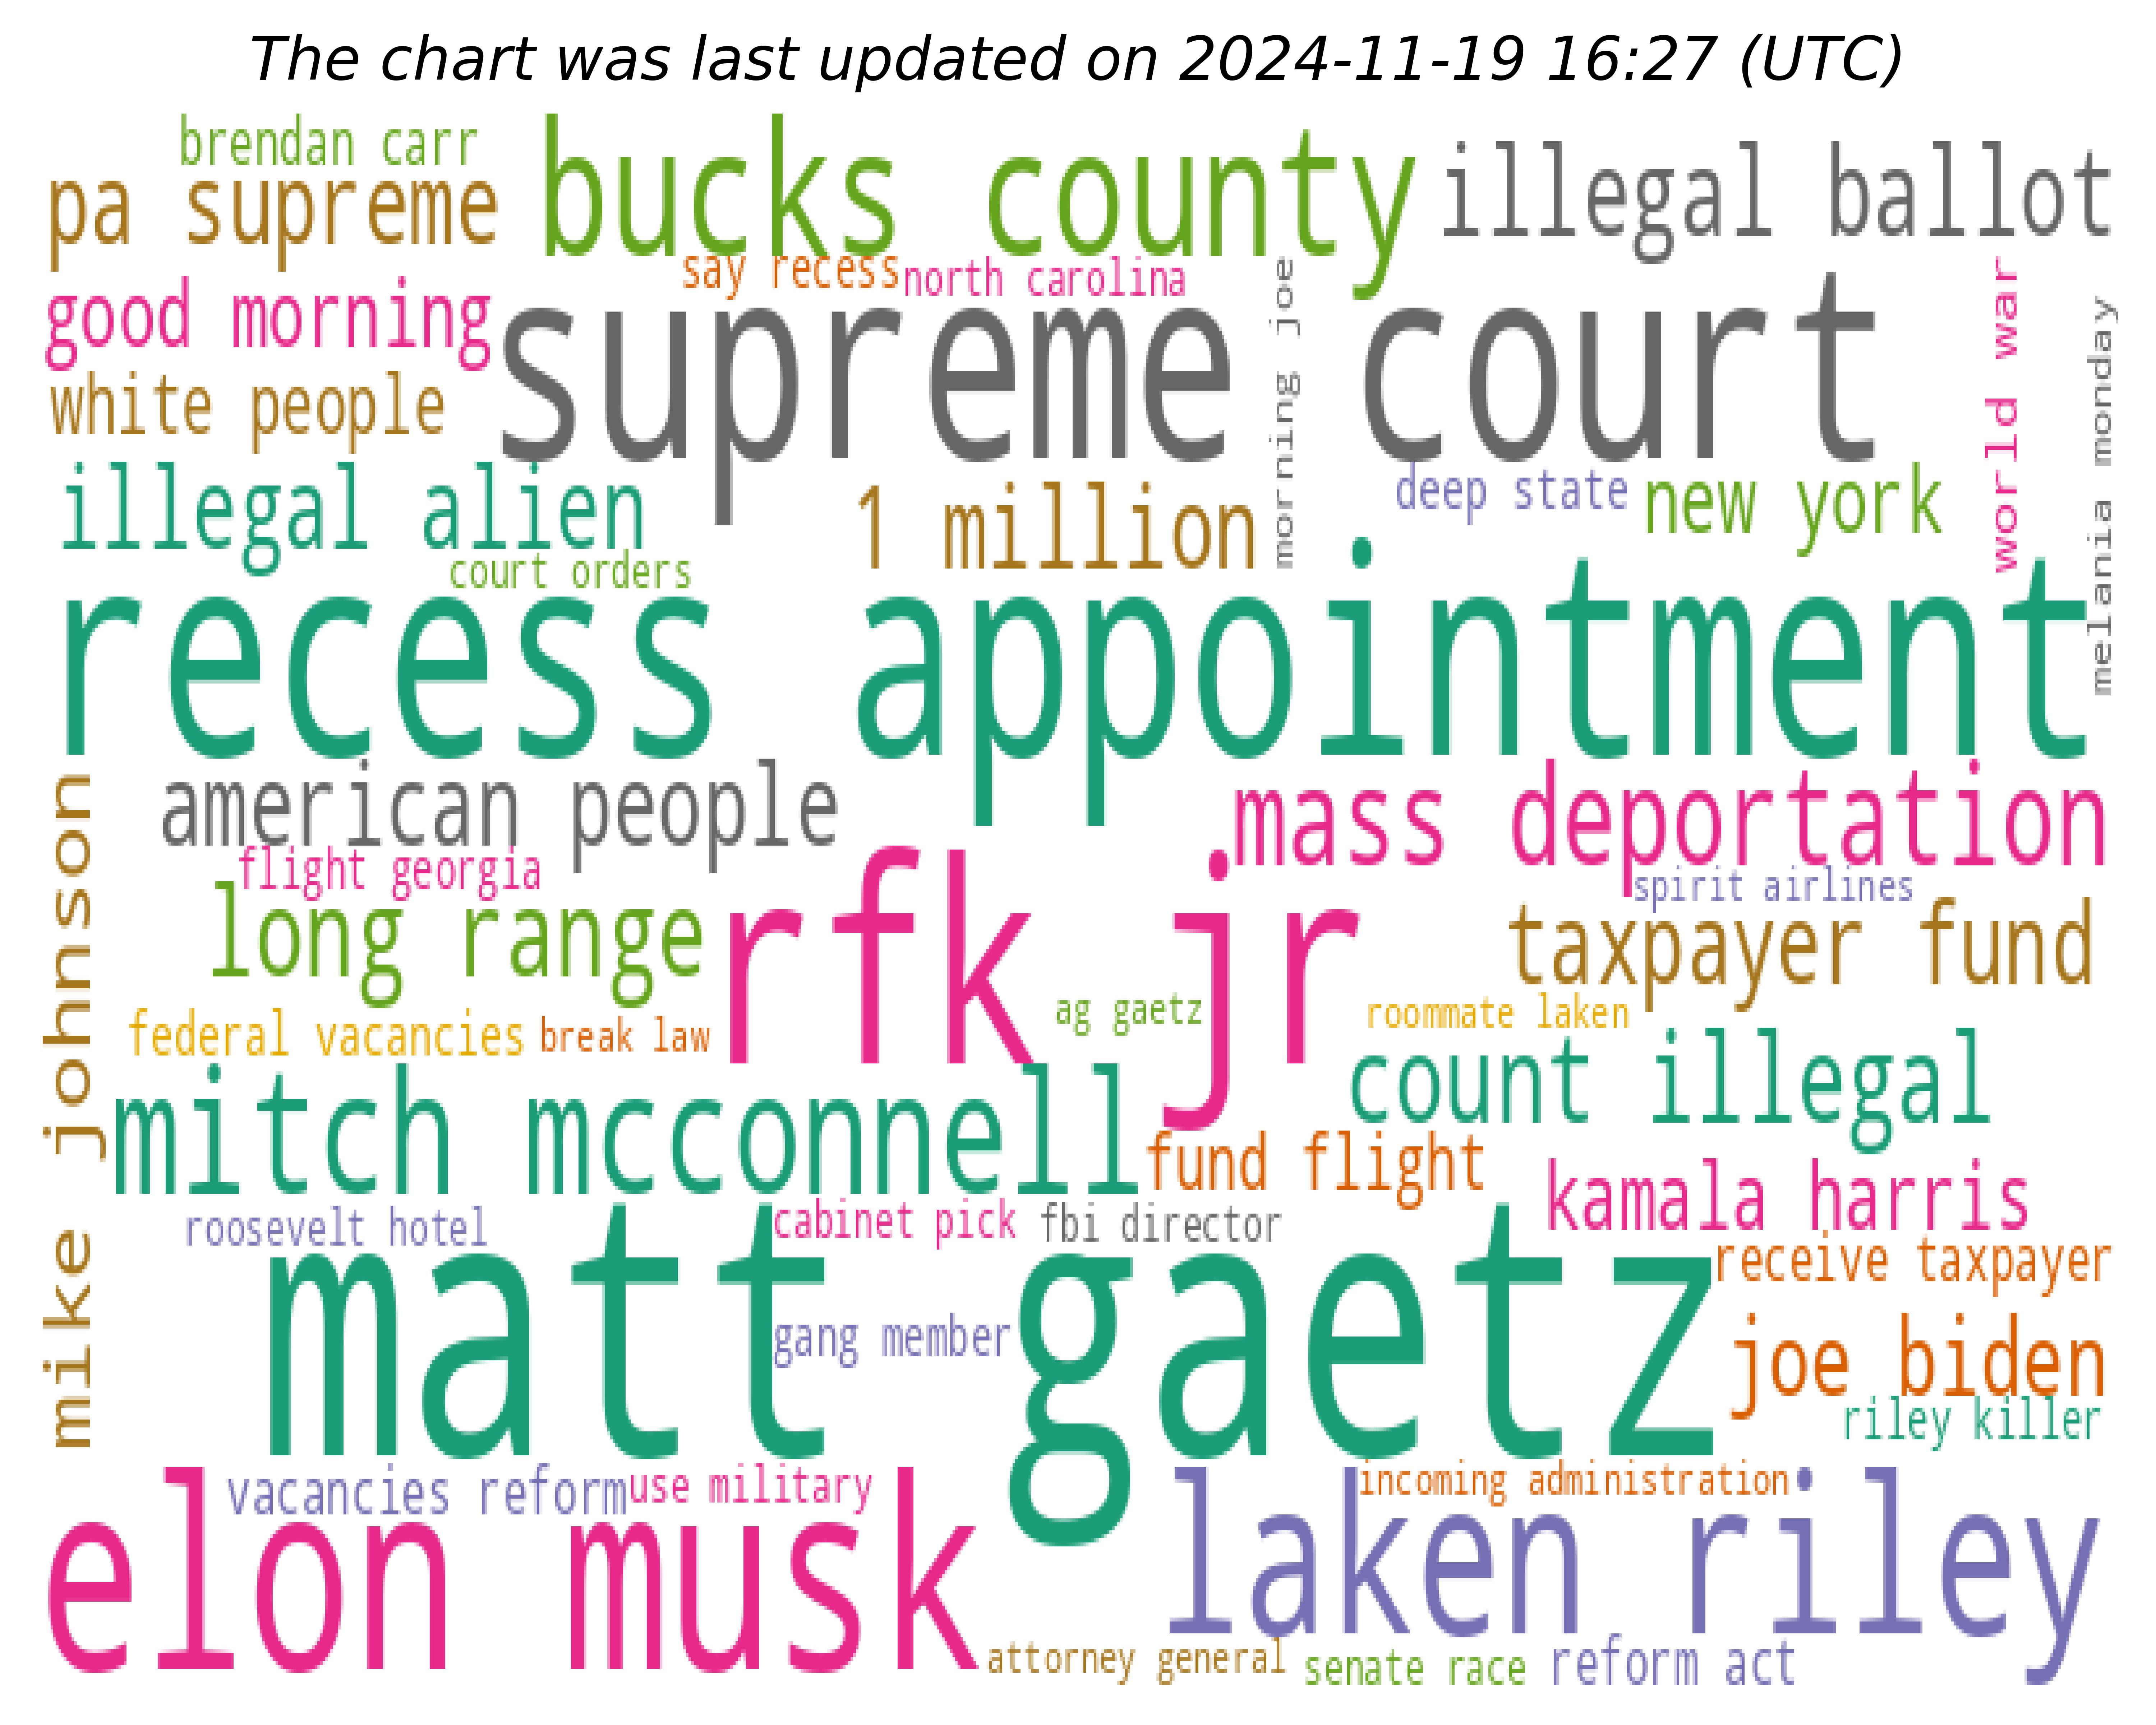 The chart was last updated on 2024-11-19 16:27 (UTC)
brendan carr
pa supreme
bucks county
illegal ballot
say recess
north carolina
good morning
supreme court
morning joe
world war
melania monday
white people
illegal alien
1 million
deep state
new york
court orders
recess appointment
american people
mass deportation
mike johnson
flight georgia
rfk jr
spirit airlines
long range
taxpayer fund
federal vacancies
break law
ag gaetz
roommate laken
mitch mcconnell
count illegal
fund flight
kamala harris
roosevelt hotel
cabinet pick
fbi director
matt gaetz
receive taxpayer
gang member
joe biden
riley killer
vacancies reform
use military
incoming administration
elon musk
laken riley
attorney general
senate race
reform act